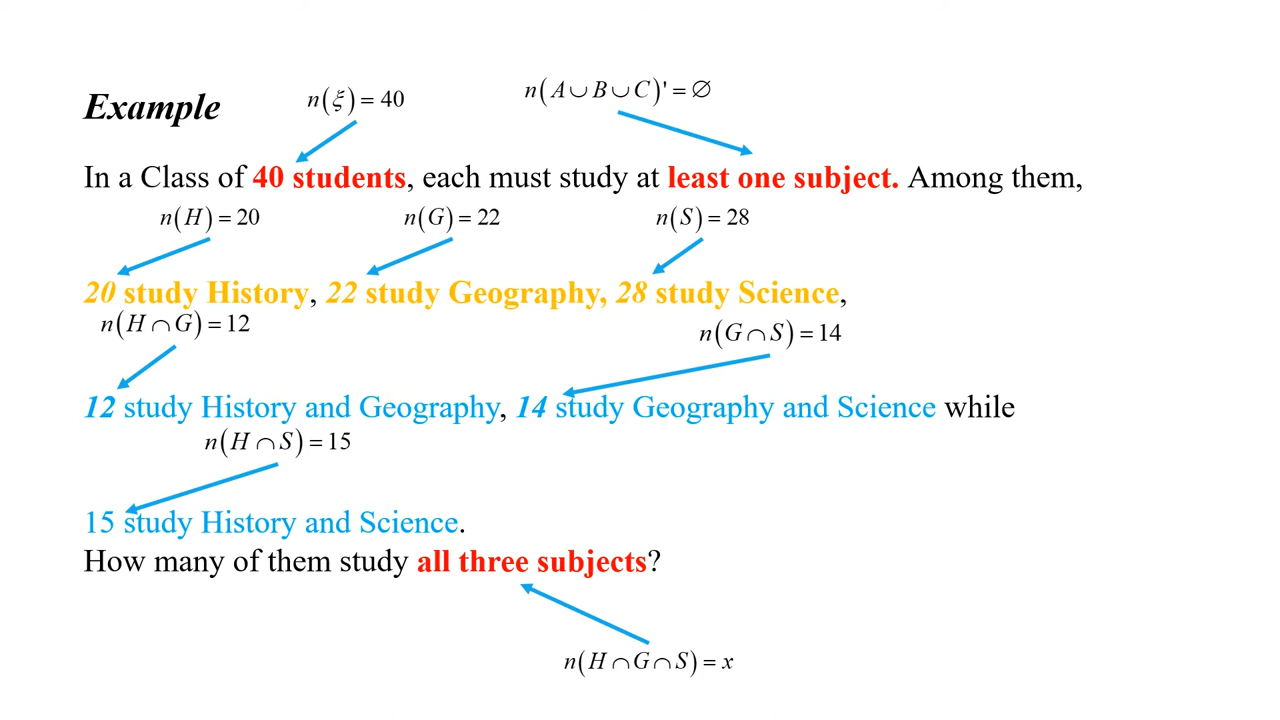 Example
n(ξ) = 40
n(A ∪ B ∪ C)' = ∅
In a Class of 40 students, each must study at least one subject. Among them,
n(H) = 20
n(G) = 22
n(S) = 28
20 study History, 22 study Geography, 28 study Science,
n(H ∩ G) = 12
n(G ∩ S) = 14
12 study History and Geography, 14 study Geography and Science while
n(H ∩ S) = 15
15 study History and Science.
How many of them study all three subjects?
n(H ∩ G ∩ S) = x